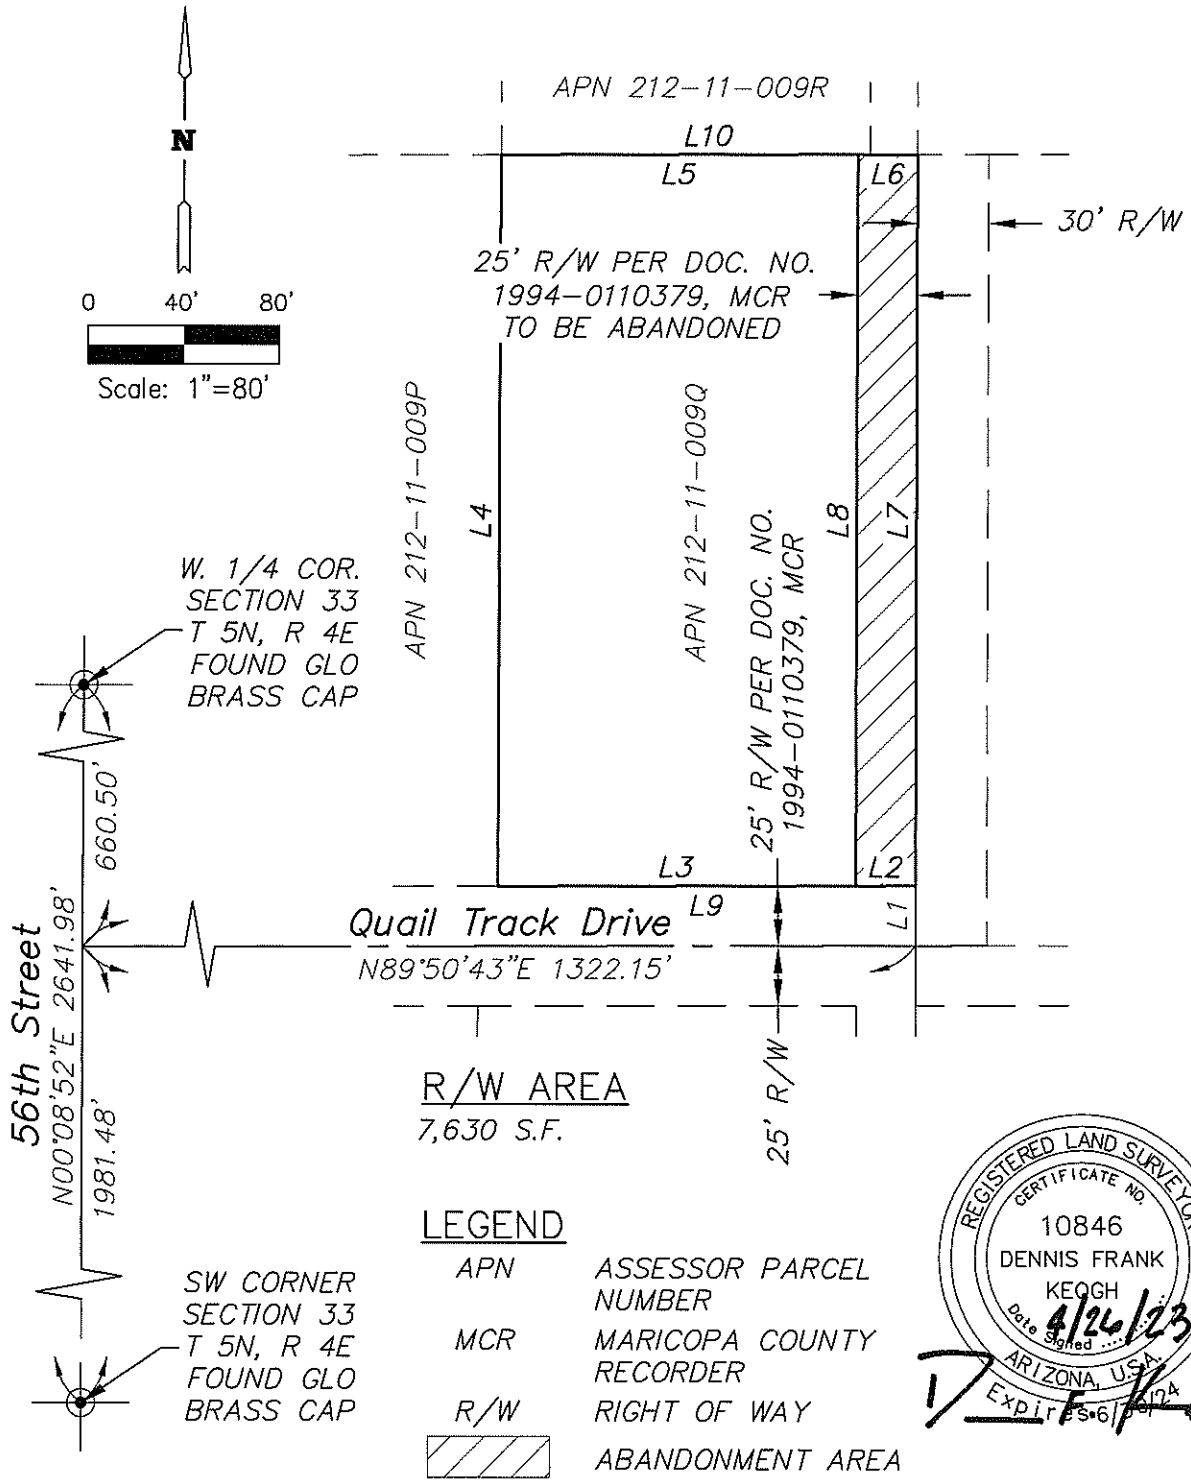 APN 212-11-009R
N
L10
L5
L6
30' R/W
25' R/W PER DOC. NO.
1994-0110379, MCR
TO BE ABANDONED
0 40' 80'
Scale: 1"=80'
APN 212-11-009P
L4
APN 212-11-009Q
L8
L7
25' R/W PER DOC. NO.
1994-0110379, MCR
W. 1/4 COR.
SECTION 33
T 5N, R 4E
FOUND GLO
BRASS CAP
L3
L2
L9
L1
Quail Track Drive
N89°50'43"E 1322.15'
25' R/W
56th Street
N00°08'52"E 2641.98'
660.50'
1981.48'
R/W AREA
7,630 S.F.
SW CORNER
SECTION 33
T 5N, R 4E
FOUND GLO
BRASS CAP
LEGEND
APN ASSESSOR PARCEL
NUMBER
MCR MARICOPA COUNTY
RECORDER
R/W RIGHT OF WAY
ABANDONMENT AREA
REGISTERED LAND SURVEYOR
CERTIFICATE NO.
10846
DENNIS FRANK
KEOGH
4/26/23
Date Signed
ARIZONA, U.S.A.
Expires 6/